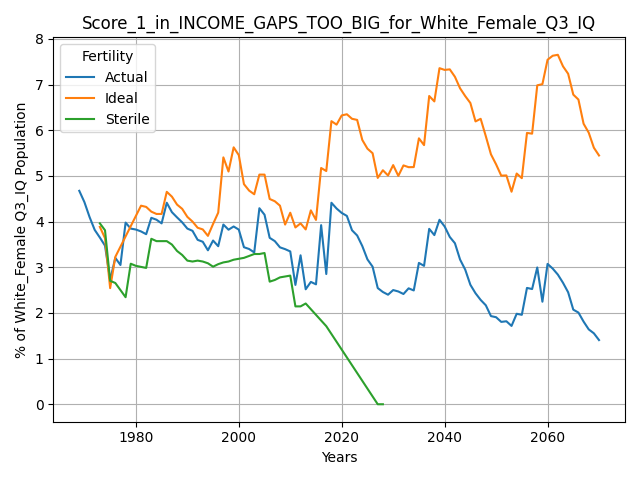 Score_1_in_INCOME_GAPS_TOO_BIG_for_White_Female_Q3_IQ
% of White_Female Q3_IQ Population
8
7
6
5
4
3
2
1
0
Fertility
Actual
Ideal
Sterile
1980
2000
2020
2040
2060
Years